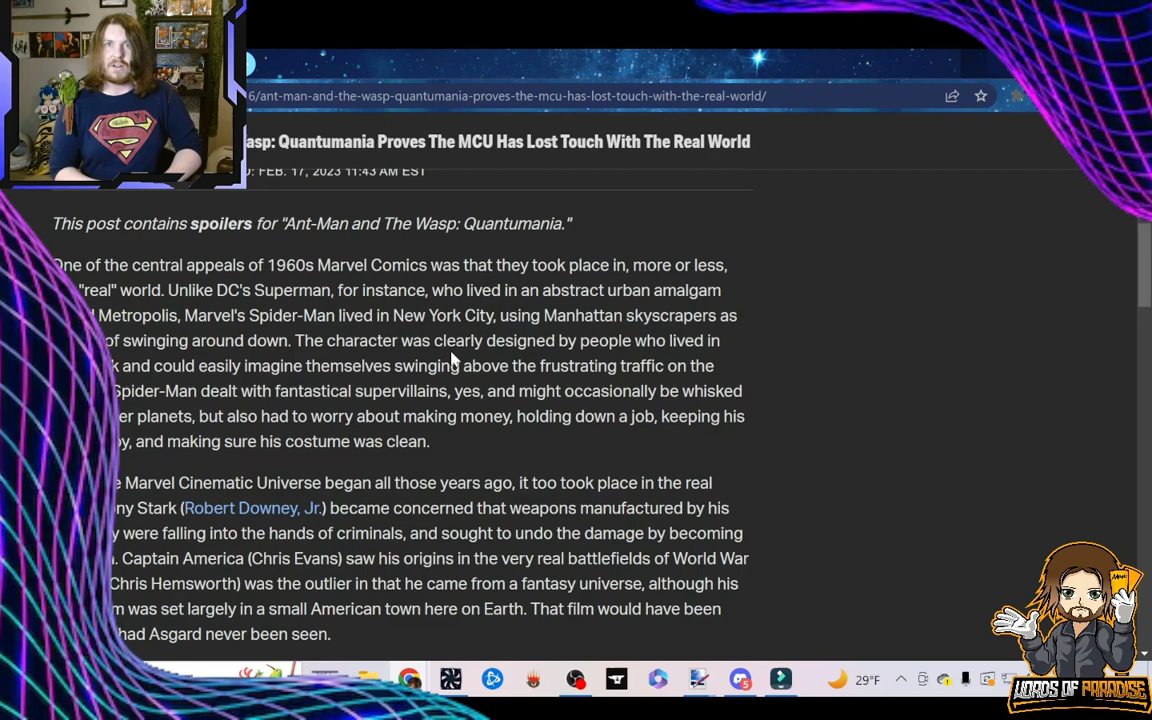 6/ant-man-and-the-wasp-quantumania-proves-the-mcu-has-lost-touch-with-the-real-world/
asp: Quantumania Proves The MCU Has Lost Touch With The Real World
: FEB. 17, 2023 11:43 AM EST
This post contains spoilers for "Ant-Man and The Wasp: Quantumania."
One of the central appeals of 1960s Marvel Comics was that they took place in, more or less,
"real" world. Unlike DC's Superman, for instance, who lived in an abstract urban amalgam
Metropolis, Marvel's Spider-Man lived in New York City, using Manhattan skyscrapers as
of swinging around down. The character was clearly designed by people who lived in
k and could easily imagine themselves swinging above the frustrating traffic on the
Spider-Man dealt with fantastical supervillains, yes, and might occasionally be whisked
er planets, but also had to worry about making money, holding down a job, keeping his
by, and making sure his costume was clean.
e Marvel Cinematic Universe began all those years ago, it too took place in the real
ony Stark (Robert Downey, Jr.) became concerned that weapons manufactured by his
y were falling into the hands of criminals, and sought to undo the damage by becoming
. Captain America (Chris Evans) saw his origins in the very real battlefields of World War
Chris Hemsworth) was the outlier in that he came from a fantasy universe, although his
m was set largely in a small American town here on Earth. That film would have been
had Asgard never been seen.
5
29°F
WORDS OF PARADISE